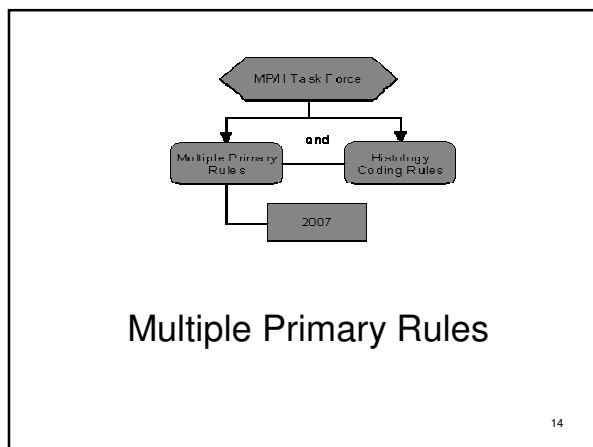 MP/H Task Force
and
Multiple Primary
Rules
Histology
Coding Rules
2007
Multiple Primary Rules
14